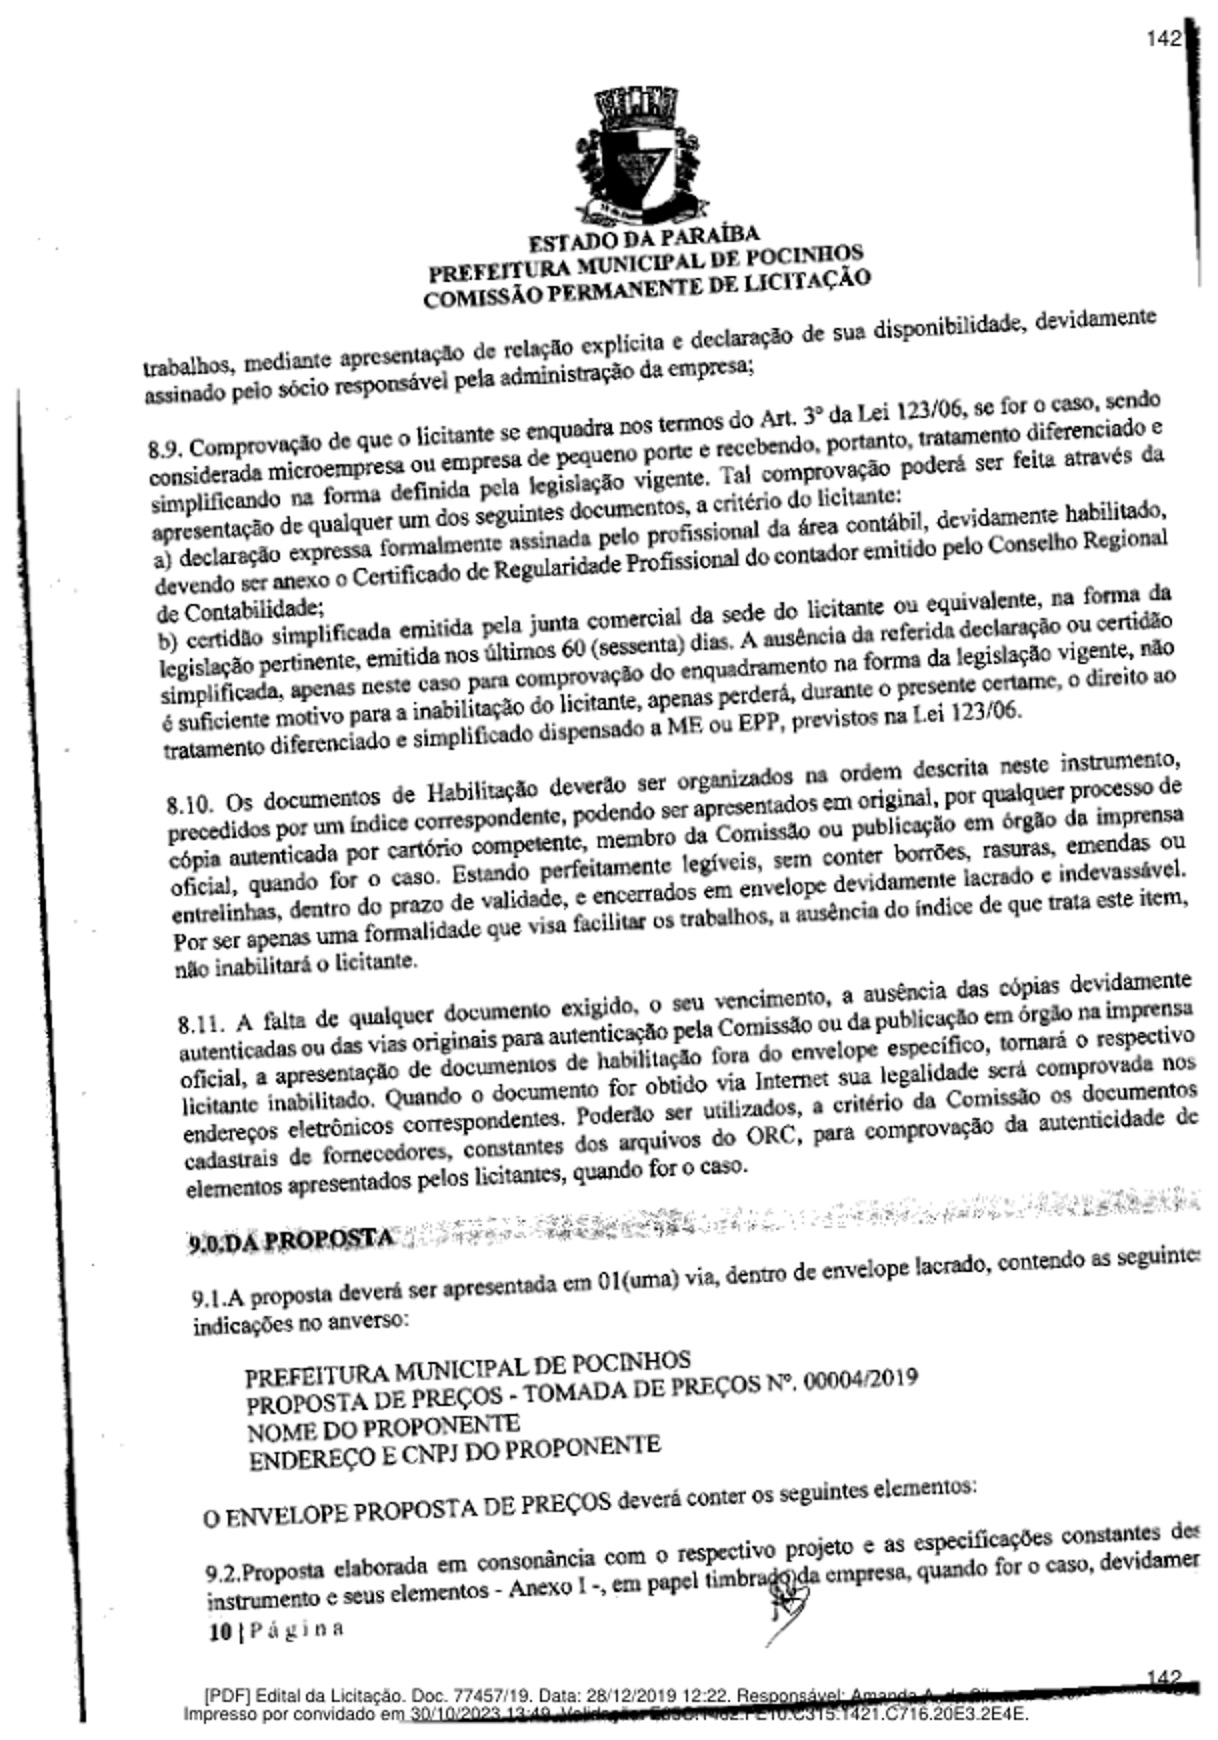 142
ESTADO DA PARAÍBA
PREFEITURA MUNICIPAL DE POCINHOS
COMISSÃO PERMANENTE DE LICITAÇÃO
trabalhos, mediante apresentação de relação explícita e declaração de sua disponibilidade, devidamente
assinado pelo sócio responsável pela administração da empresa;
8.9. Comprovação de que o licitante se enquadra nos termos do Art. 3º da Lei 123/06, se for o caso, sendo
considerada microempresa ou empresa de pequeno porte e recebendo, portanto, tratamento diferenciado e
simplificando na forma definida pela legislação vigente. Tal comprovação poderá ser feita através da
apresentação de qualquer um dos seguintes documentos, a critério do licitante:
a) declaração expressa formalmente assinada pelo profissional da área contábil, devidamente habilitado,
devendo ser anexo o Certificado de Regularidade Profissional do contador emitido pelo Conselho Regional
de Contabilidade;
b) certidão simplificada emitida pela junta comercial da sede do licitante ou equivalente, na forma da
legislação pertinente, emitida nos últimos 60 (sessenta) dias. A ausência da referida declaração ou certidão
simplificada, apenas neste caso para comprovação do enquadramento na forma da legislação vigente, não
é suficiente motivo para a inabilitação do licitante, apenas perderá, durante o presente certame, o direito ao
tratamento diferenciado e simplificado dispensado a ME ou EPP, previstos na Lei 123/06.
8.10. Os documentos de Habilitação deverão ser organizados na ordem descrita neste instrumento,
precedidos por um índice correspondente, podendo ser apresentados em original, por qualquer processo de
cópia autenticada por cartório competente, membro da Comissão ou publicação em órgão da imprensa
oficial, quando for o caso. Estando perfeitamente legíveis, sem conter borrões, rasuras, emendas ou
entrelinhas, dentro do prazo de validade, e encerrados em envelope devidamente lacrado e indevassável.
Por ser apenas uma formalidade que visa facilitar os trabalhos, a ausência do índice de que trata este item,
não inabilitará o licitante.
8.11. A falta de qualquer documento exigido, o seu vencimento, a ausência das cópias devidamente
autenticadas ou das vias originais para autenticação pela Comissão ou da publicação em órgão na imprensa
oficial, a apresentação de documentos de habilitação fora do envelope específico, tornará o respectivo
licitante inabilitado. Quando o documento for obtido via Internet sua legalidade será comprovada nos
endereços eletrônicos correspondentes. Poderão ser utilizados, a critério da Comissão os documentos
cadastrais de fornecedores, constantes dos arquivos do ORC, para comprovação da autenticidade de
elementos apresentados pelos licitantes, quando for o caso.
9.0.DA PROPOSTA
9.1.A proposta deverá ser apresentada em 01(uma) via, dentro de envelope lacrado, contendo as seguintes
indicações no anverso:
PREFEITURA MUNICIPAL DE POCINHOS
PROPOSTA DE PREÇOS - TOMADA DE PREÇOS Nº. 00004/2019
NOME DO PROPONENTE
ENDEREÇO E CNPJ DO PROPONENTE
O ENVELOPE PROPOSTA DE PREÇOS deverá conter os seguintes elementos:
9.2.Proposta elaborada em consonância com o respectivo projeto e as especificações constantes des
instrumento e seus elementos - Anexo I -, em papel timbrado da empresa, quando for o caso, devidamer
10 | Página
142
[PDF] Edital da Licitação. Doc. 77457/19. Data: 28/12/2019 12:22. Responsável: Amanda A.
Impresso por convidado em 30/10/2023 13:49. Validação: C315.1421.C716.20E3.2E4E.